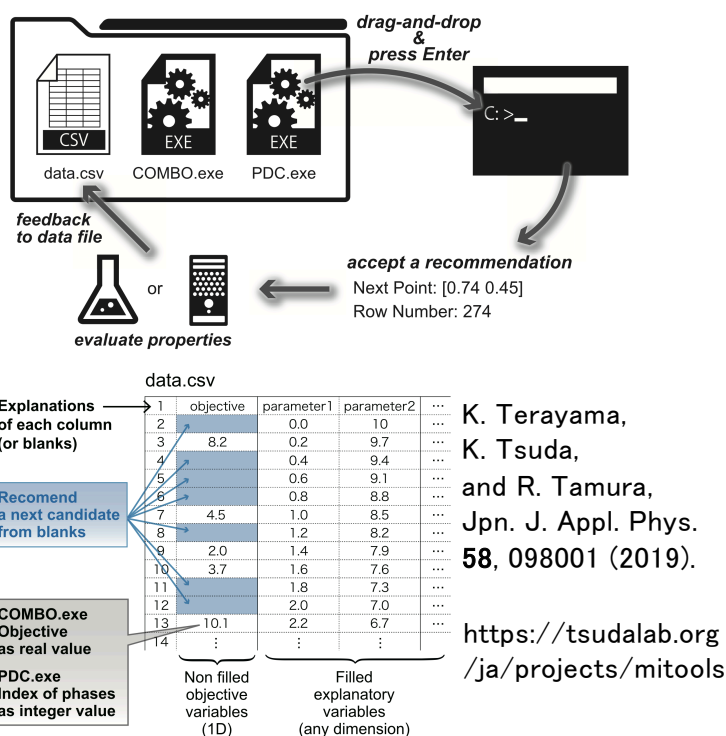 drag-and-drop
&
press Enter
CSV
EXE
EXE
C: >_
data.csv
COMBO.exe
PDC.exe
feedback
to data file
accept a recommendation
Next Point: [0.74 0.45]
Row Number: 274
or
evaluate properties
data.csv
Explanations
of each column
(or blanks)
1 objective parameter1 parameter2 ⋯
2 0.0 10 ⋯
3 8.2 0.2 9.7 ⋯
4 0.4 9.4 ⋯
5 0.6 9.1 ⋯
6 0.8 8.8 ⋯
7 4.5 1.0 8.5 ⋯
8 1.2 8.2 ⋯
9 2.0 1.4 7.9 ⋯
10 3.7 1.6 7.6 ⋯
11 1.8 7.3 ⋯
12 2.0 7.0 ⋯
13 10.1 2.2 6.7 ⋯
14 ⋮ ⋮ ⋮
Recomend
a next candidate
from blanks
COMBO.exe
Objective
as real value
PDC.exe
Index of phases
as integer value
Non filled
objective
variables
(1D)
Filled
explanatory
variables
(any dimension)
K. Terayama,
K. Tsuda,
and R. Tamura,
Jpn. J. Appl. Phys.
58, 098001 (2019).
https://tsudalab.org
/ja/projects/mitools